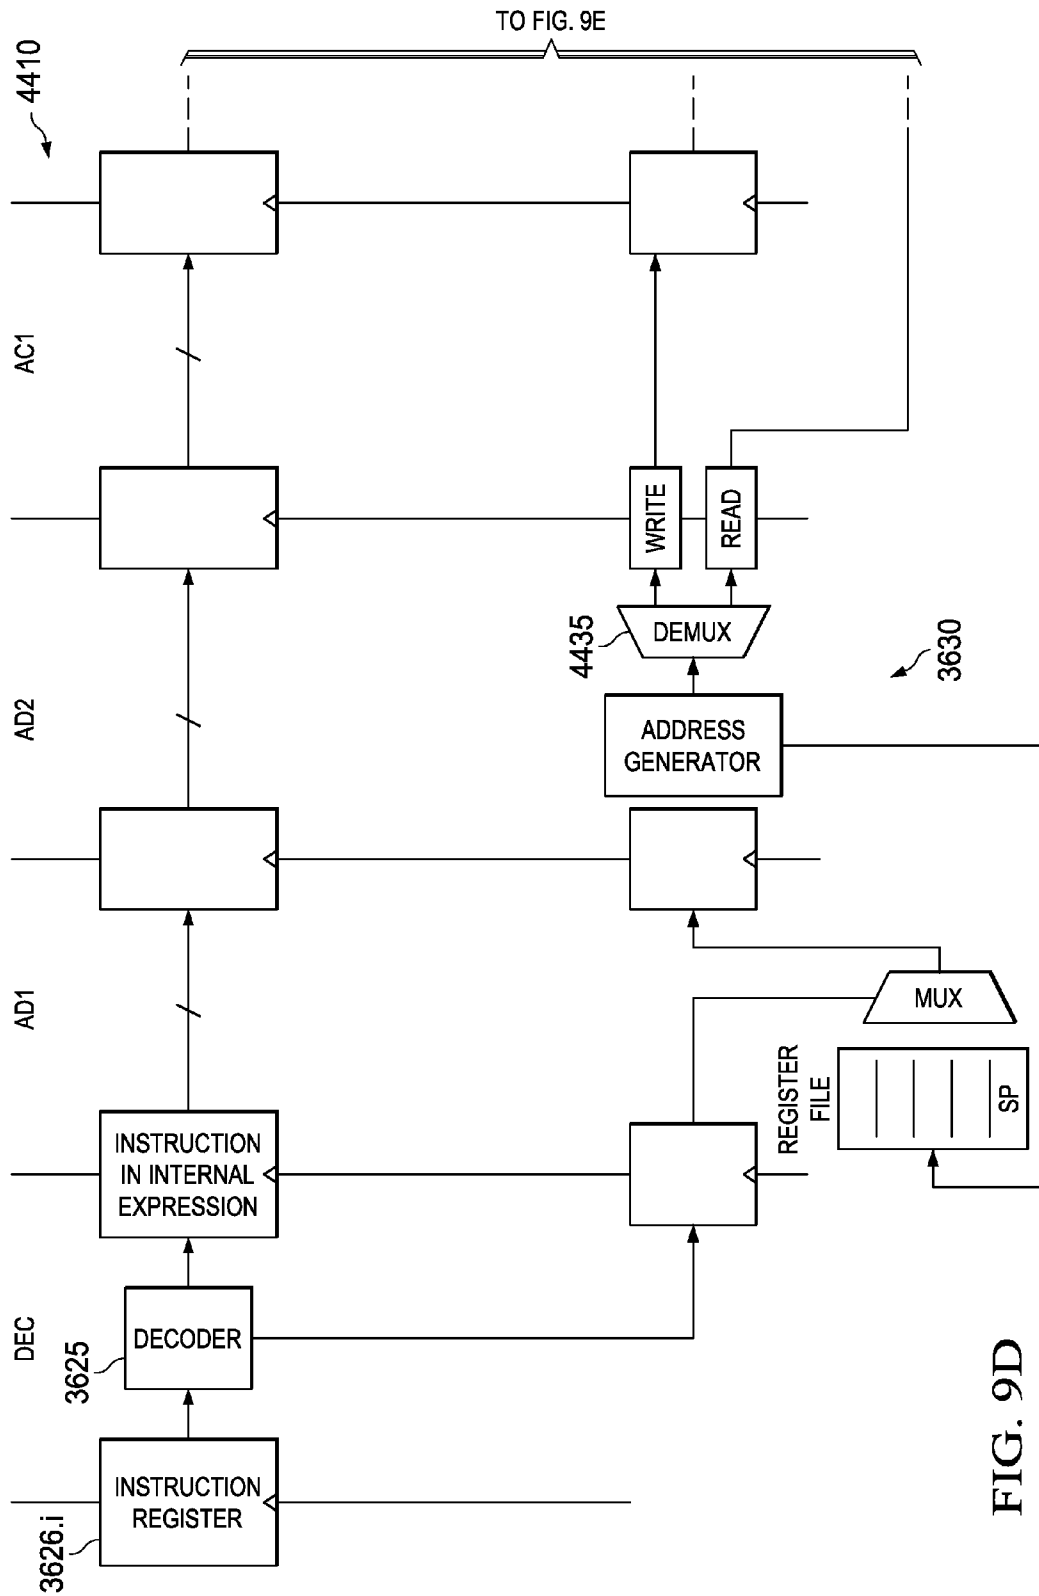 TO FIG. 9E
4410
AC1
AD2
AD1
DEC
WRITE
READ
4435
DEMUX
3630
ADDRESS
GENERATOR
MUX
REGISTER
FILE
SP
INSTRUCTION
IN INTERNAL
EXPRESSION
3625
DECODER
3626.i
INSTRUCTION
REGISTER
FIG. 9D